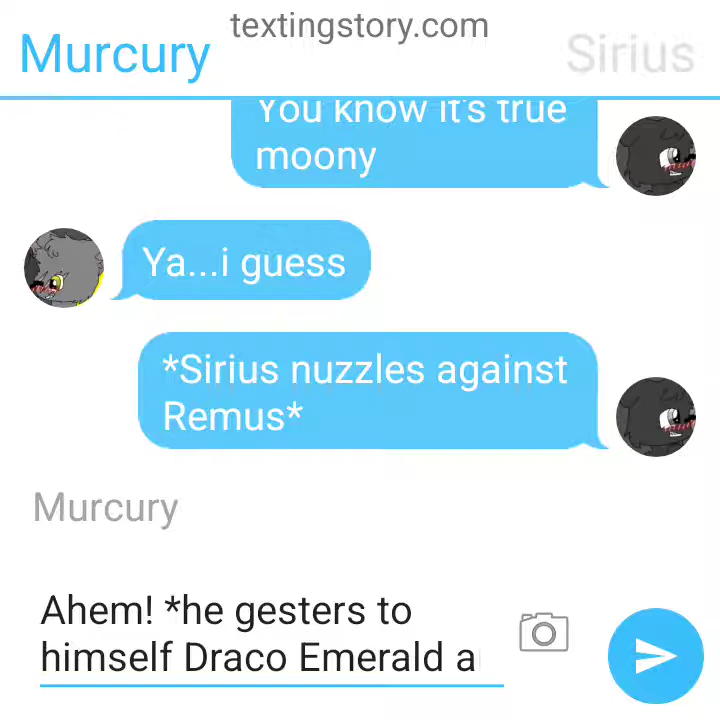 textingstory.com
Murcury
Sirius
You know it's true
moony
Ya...i guess
*Sirius nuzzles against
Remus*
Murcury
Ahem! *he gesters to
himself Draco Emerald a